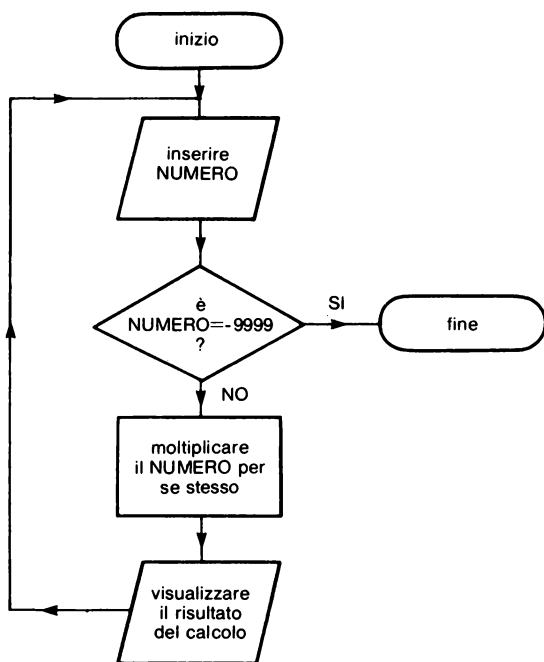 inizio
inserire
NUMERO
è
NUMERO=-9999
?
SI
fine
NO
moltiplicare
il NUMERO per
se stesso
visualizzare
il risultato
del calcolo